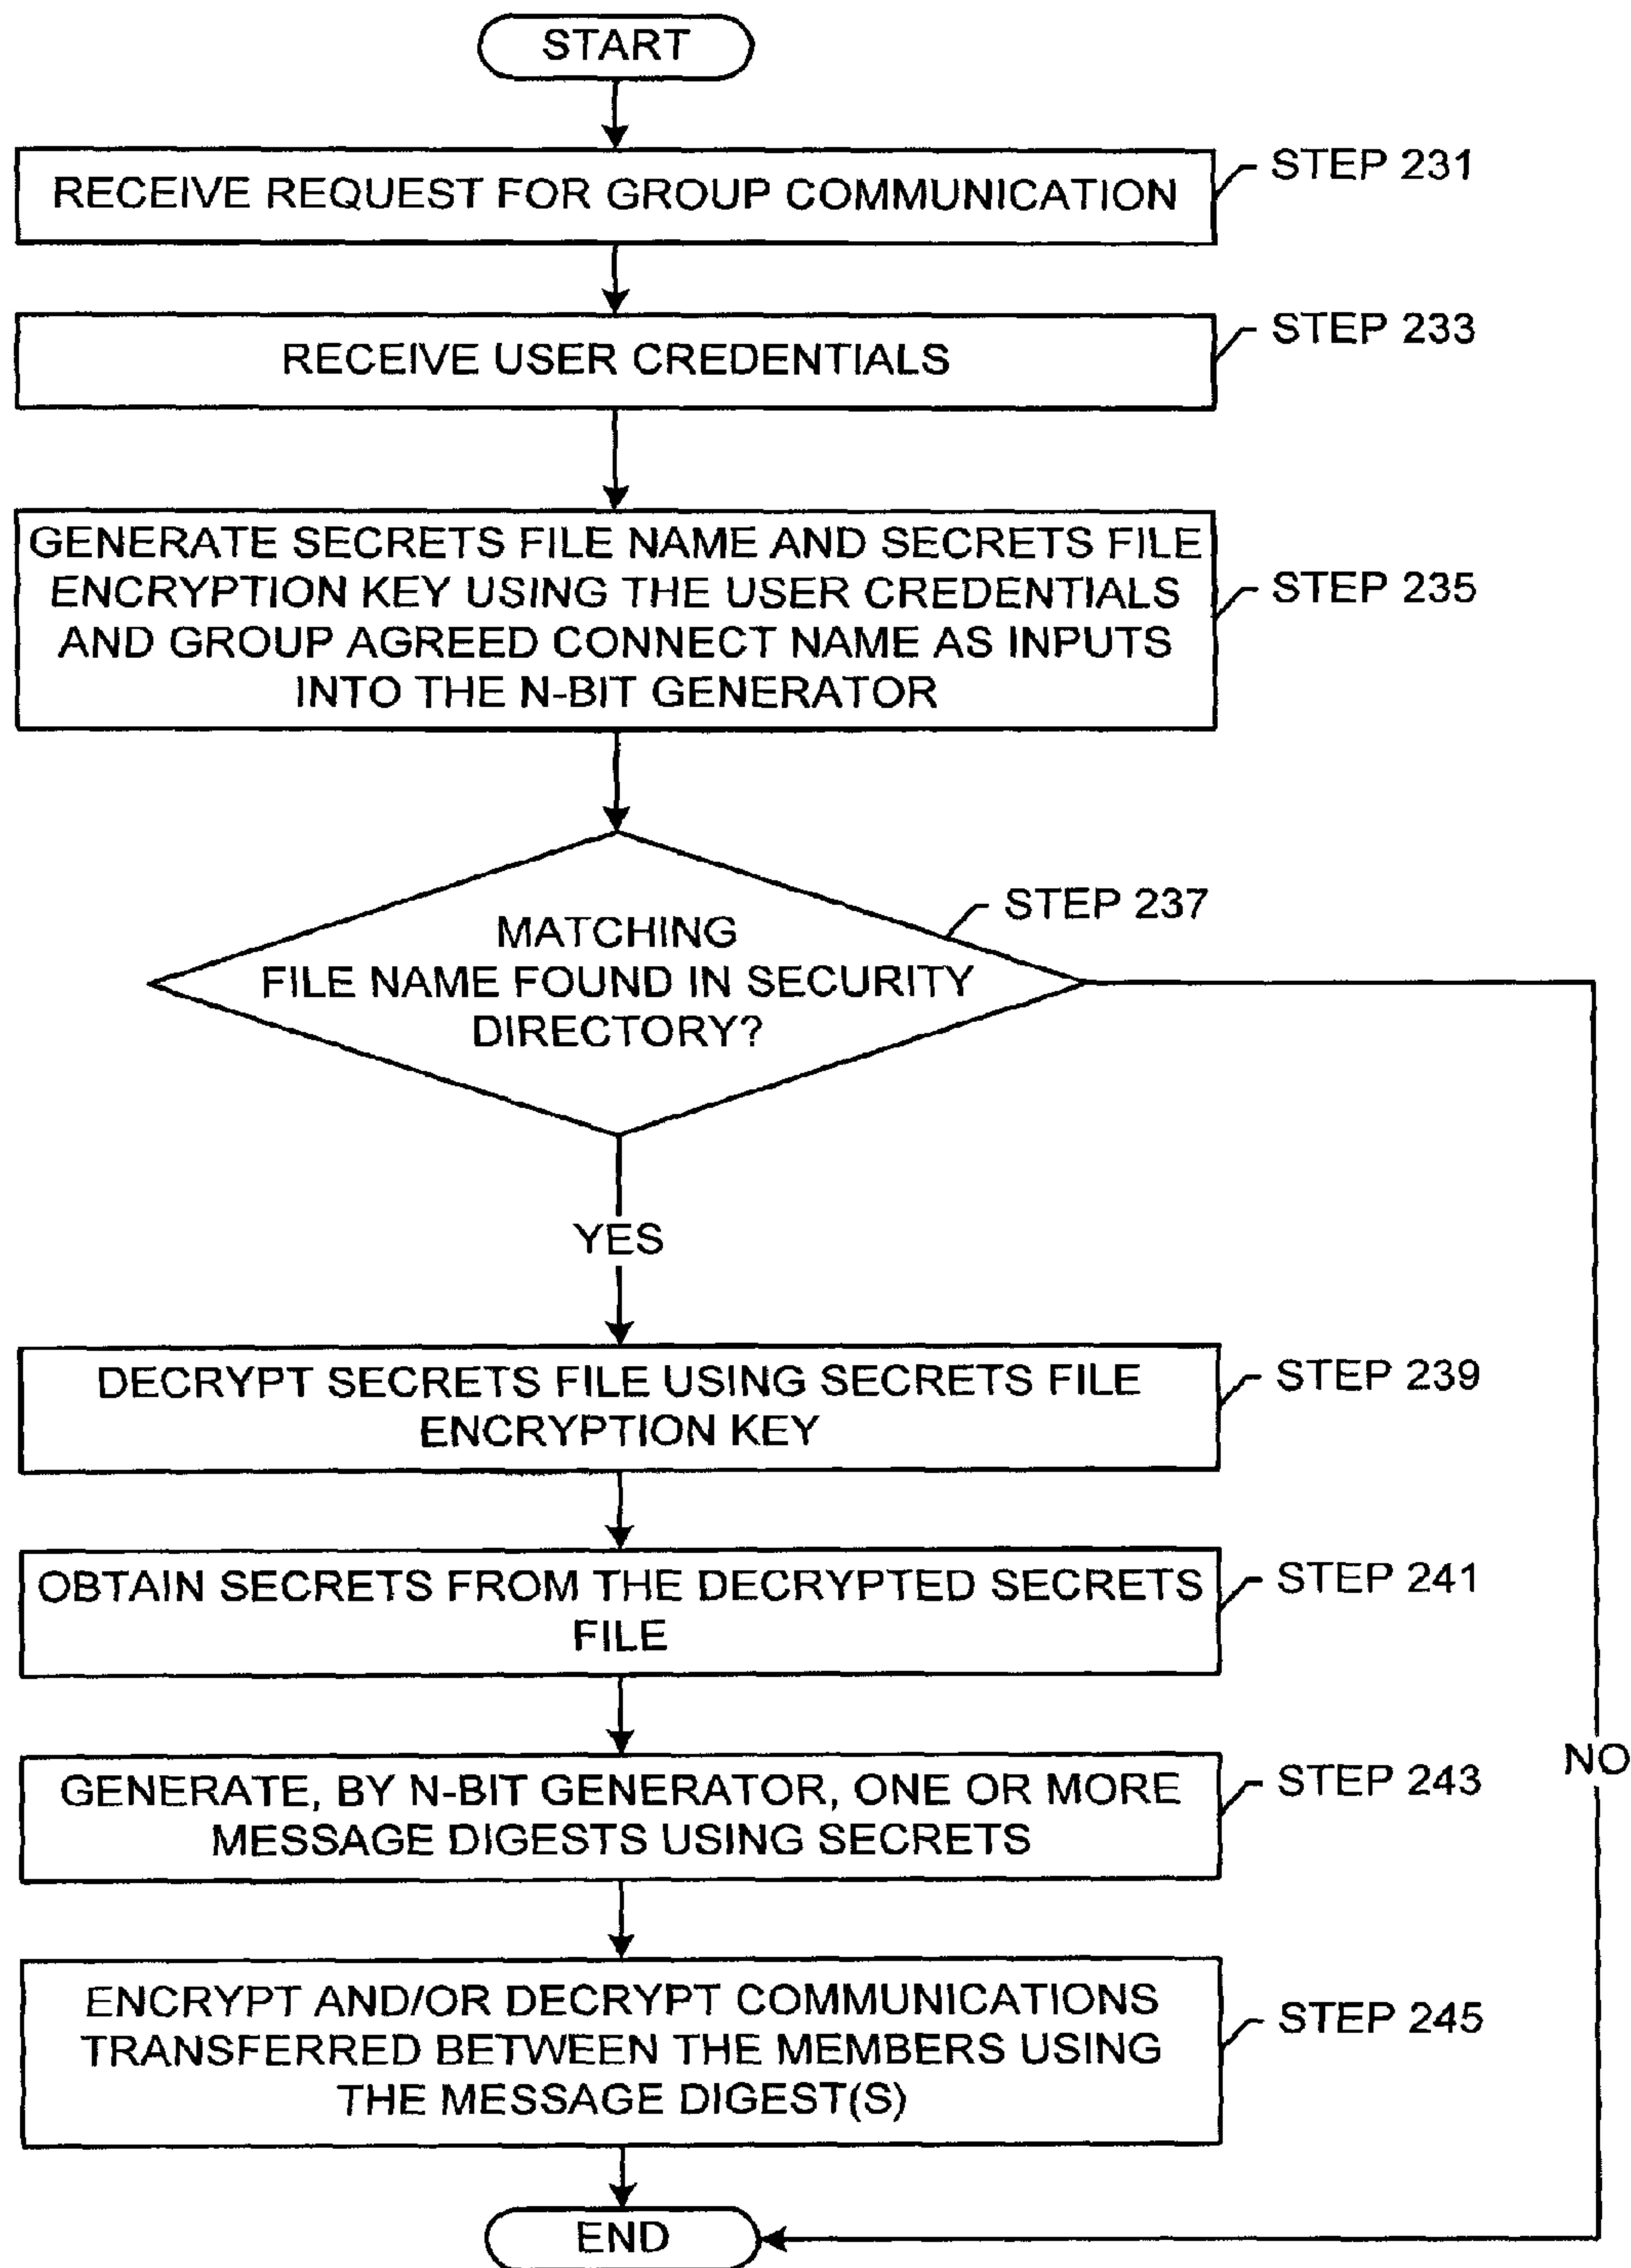 START
RECEIVE REQUEST FOR GROUP COMMUNICATION
STEP 231
RECEIVE USER CREDENTIALS
STEP 233
GENERATE SECRETS FILE NAME AND SECRETS FILE
ENCRYPTION KEY USING THE USER CREDENTIALS
AND GROUP AGREED CONNECT NAME AS INPUTS
INTO THE N-BIT GENERATOR
STEP 235
MATCHING
FILE NAME FOUND IN SECURITY
DIRECTORY?
STEP 237
YES
DECRYPT SECRETS FILE USING SECRETS FILE
ENCRYPTION KEY
STEP 239
OBTAIN SECRETS FROM THE DECRYPTED SECRETS
FILE
STEP 241
NO
GENERATE, BY N-BIT GENERATOR, ONE OR MORE
MESSAGE DIGESTS USING SECRETS
STEP 243
ENCRYPT AND/OR DECRYPT COMMUNICATIONS
TRANSFERRED BETWEEN THE MEMBERS USING
THE MESSAGE DIGEST(S)
STEP 245
END